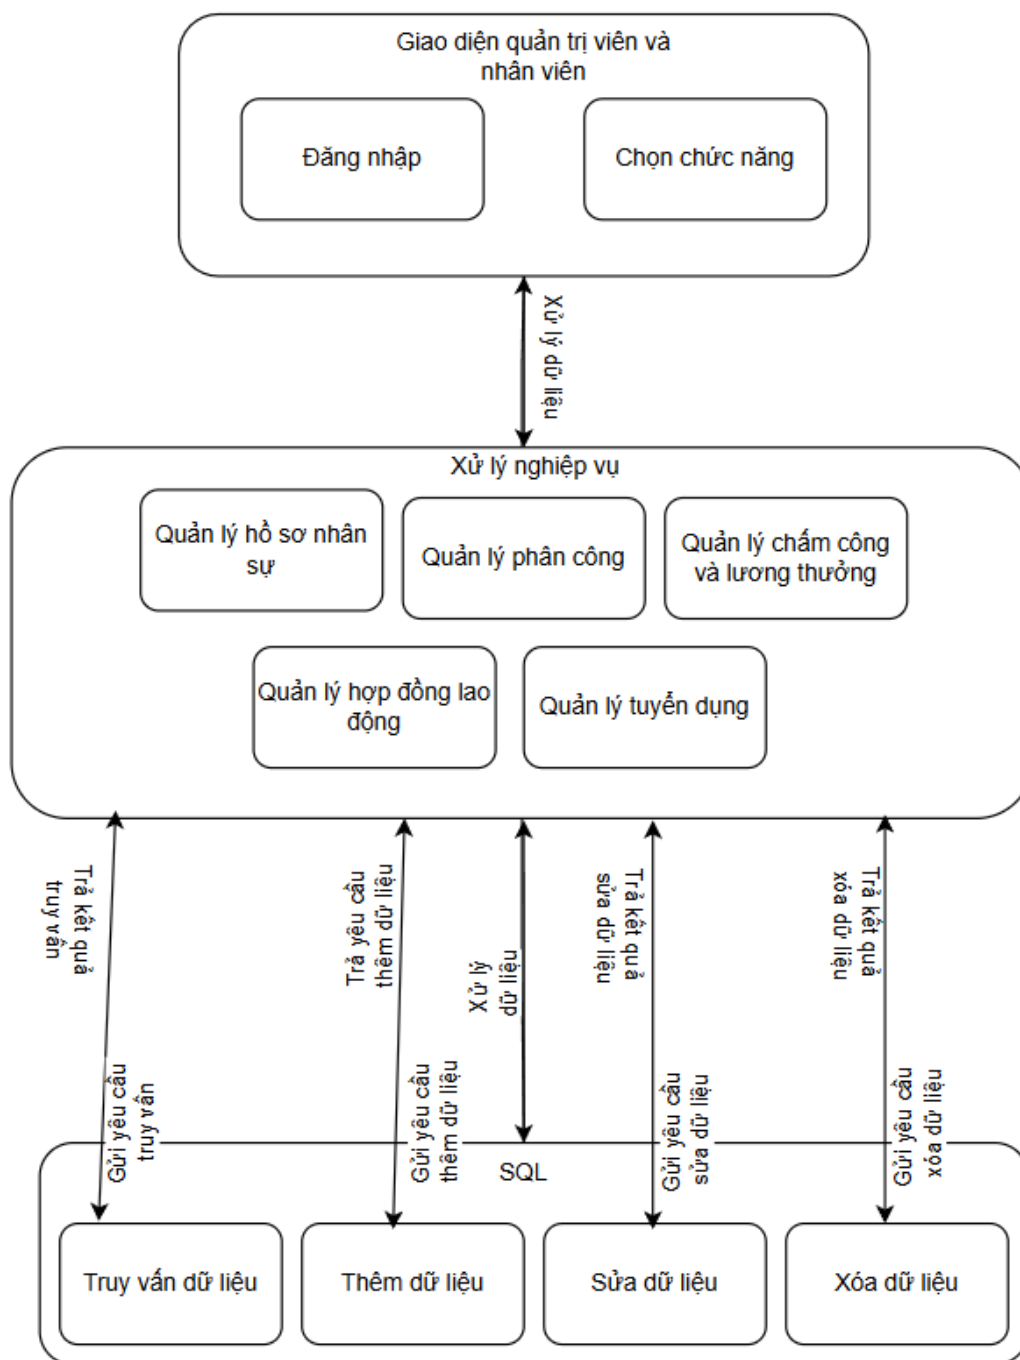 Giao diện quản trị viên và
nhân viên
Đăng nhập
Chọn chức năng
Xử lý dữ liệu
Xử lý nghiệp vụ
Quản lý hồ sơ nhân
sự
Quản lý phân công
Quản lý chấm công
và lương thưởng
Quản lý hợp đồng lao
động
Quản lý tuyển dụng
Trả kết quả
truy vấn
Trả yêu cầu
thêm dữ liệu
Xử lý
dữ liệu
Trả kết quả
sửa dữ liệu
Trả kết quả
xóa dữ liệu
Gửi yêu cầu
truy vấn
Gửi yêu cầu
thêm dữ liệu
Gửi yêu cầu
sửa dữ liệu
Gửi yêu cầu
xóa dữ liệu
SQL
Truy vấn dữ liệu
Thêm dữ liệu
Sửa dữ liệu
Xóa dữ liệu